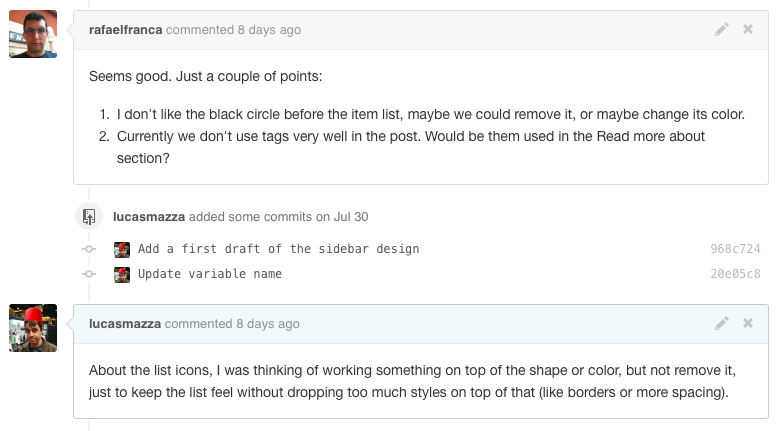 rafaelfranca commented 8 days ago
Seems good. Just a couple of points:
1. I don't like the black circle before the item list, maybe we could remove it, or maybe change its color.
2. Currently we don't use tags very well in the post. Would be them used in the Read more about
section?
lucasmazza added some commits on Jul 30
Add a first draft of the sidebar design 968c724
Update variable name 20e05c8
lucasmazza commented 8 days ago
About the list icons, I was thinking of working something on top of the shape or color, but not remove it,
just to keep the list feel without dropping too much styles on top of that (like borders or more spacing).